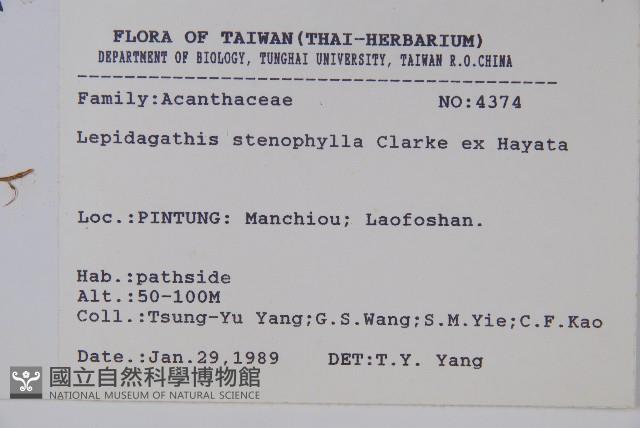 FLORA OF TAIWAN(THAI-HERBARIUM)
DEPARTMENT OF BIOLOGY, TUNGHAI UNIVERSITY, TAIWAN R.O.CHINA
Family:Acanthaceae NO:4374
Lepidagathis stenophylla Clarke ex Hayata
Loc.:PINTUNG: Manchiou; Laofoshan.
Hab.:pathside
Alt.:50-100M
Coll.:Tsung-Yu Yang;G.S.Wang;S.M.Yie;C.F.Kao
Date.:Jan.29,1989 DET:T.Y. Yang
國立自然科學博物館
NATIONAL MUSEUM OF NATURAL SCIENCE